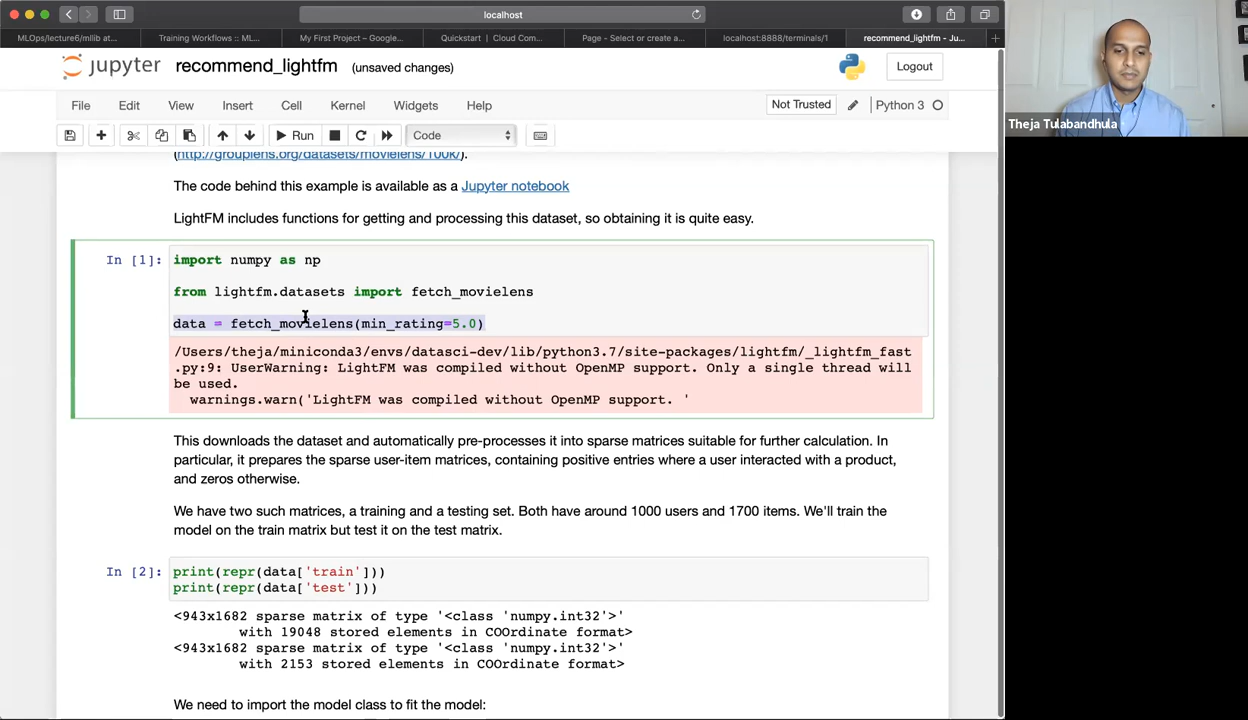 localhost
MLOps/lecture6/mllib at...
Training Workflows :: ML...
My First Project – Google...
Quickstart | Cloud Com...
Page - Select or create a...
localhost:8888/terminals/1
recommend_lightfm - Ju...
jupyter recommend_lightfm (unsaved changes)
Logout
File Edit View Insert Cell Kernel Widgets Help
Not Trusted
Python 3
Run
Code
(http://grouplens.org/datasets/movielens/100k/).
The code behind this example is available as a Jupyter notebook
LightFM includes functions for getting and processing this dataset, so obtaining it is quite easy.
In [1]: import numpy as np
from lightfm.datasets import fetch_movielens
data = fetch_movielens(min_rating=5.0)
/Users/theja/miniconda3/envs/datasci-dev/lib/python3.7/site-packages/lightfm/_lightfm_fast
.py:9: UserWarning: LightFM was compiled without OpenMP support. Only a single thread will
be used.
warnings.warn('LightFM was compiled without OpenMP support. '
This downloads the dataset and automatically pre-processes it into sparse matrices suitable for further calculation. In
particular, it prepares the sparse user-item matrices, containing positive entries where a user interacted with a product,
and zeros otherwise.
We have two such matrices, a training and a testing set. Both have around 1000 users and 1700 items. We'll train the
model on the train matrix but test it on the test matrix.
In [2]: print(repr(data['train']))
print(repr(data['test']))
<943x1682 sparse matrix of type '<class 'numpy.int32'>'
with 19048 stored elements in COOrdinate format>
<943x1682 sparse matrix of type '<class 'numpy.int32'>'
with 2153 stored elements in COOrdinate format>
We need to import the model class to fit the model:
Theja Tulabandhula